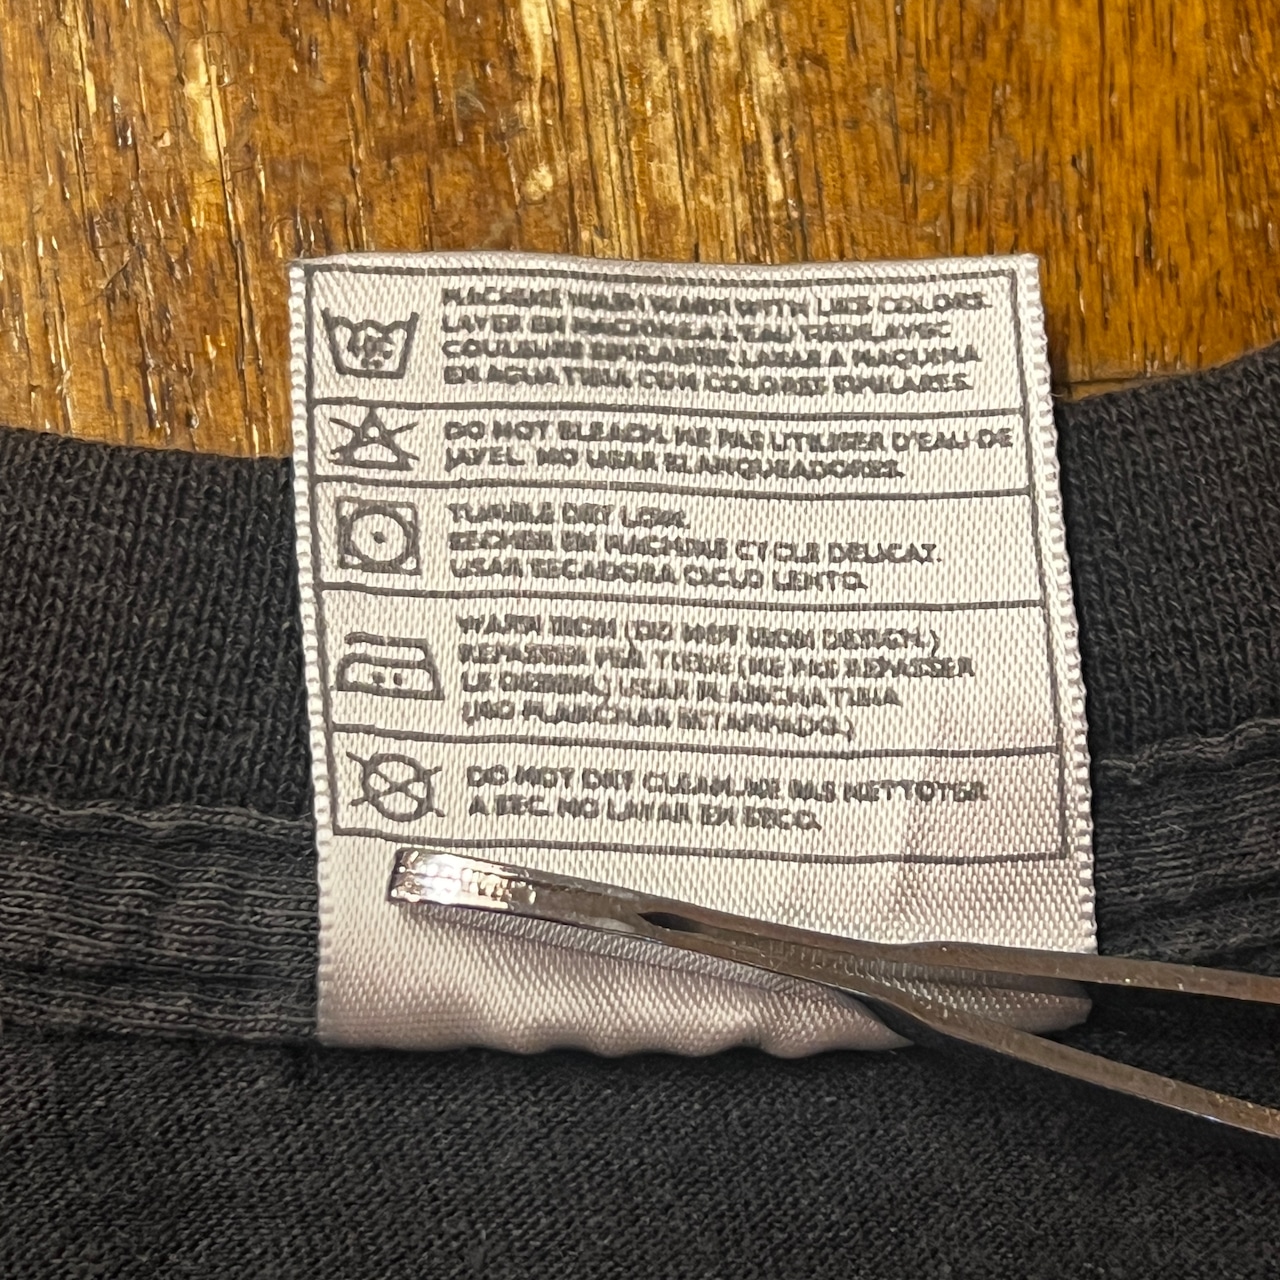 40C
MACHINE WASH WARM WITH LIKE COLORS.
LAVER EN MACHINE A L'EAU TIEDE, AVEC
COULEURS SIMILAIRES. LAVAR A MAQUINA
EN AGUA TIBIA CON COLORES SIMILARES.
DO NOT BLEACH. NE PAS UTILISER D'EAU DE
JAVEL. NO USAR BLANQUEADORES.
TUMBLE DRY LOW.
SECHER EN MACHINE CYCLE DELICAT.
USAR SECADORA CICLO LENTO.
WARM IRON (DO NOT IRON DESIGN.)
REPASSER FER TIEDE (NE PAS REPASSER
LE DESSIN.) USAR PLANCHA TIBIA
(NO PLANCHAR ESTAMPADO.)
DO NOT DRY CLEAN. NE PAS NETTOYER
A SEC. NO LAVAR EN SECO.